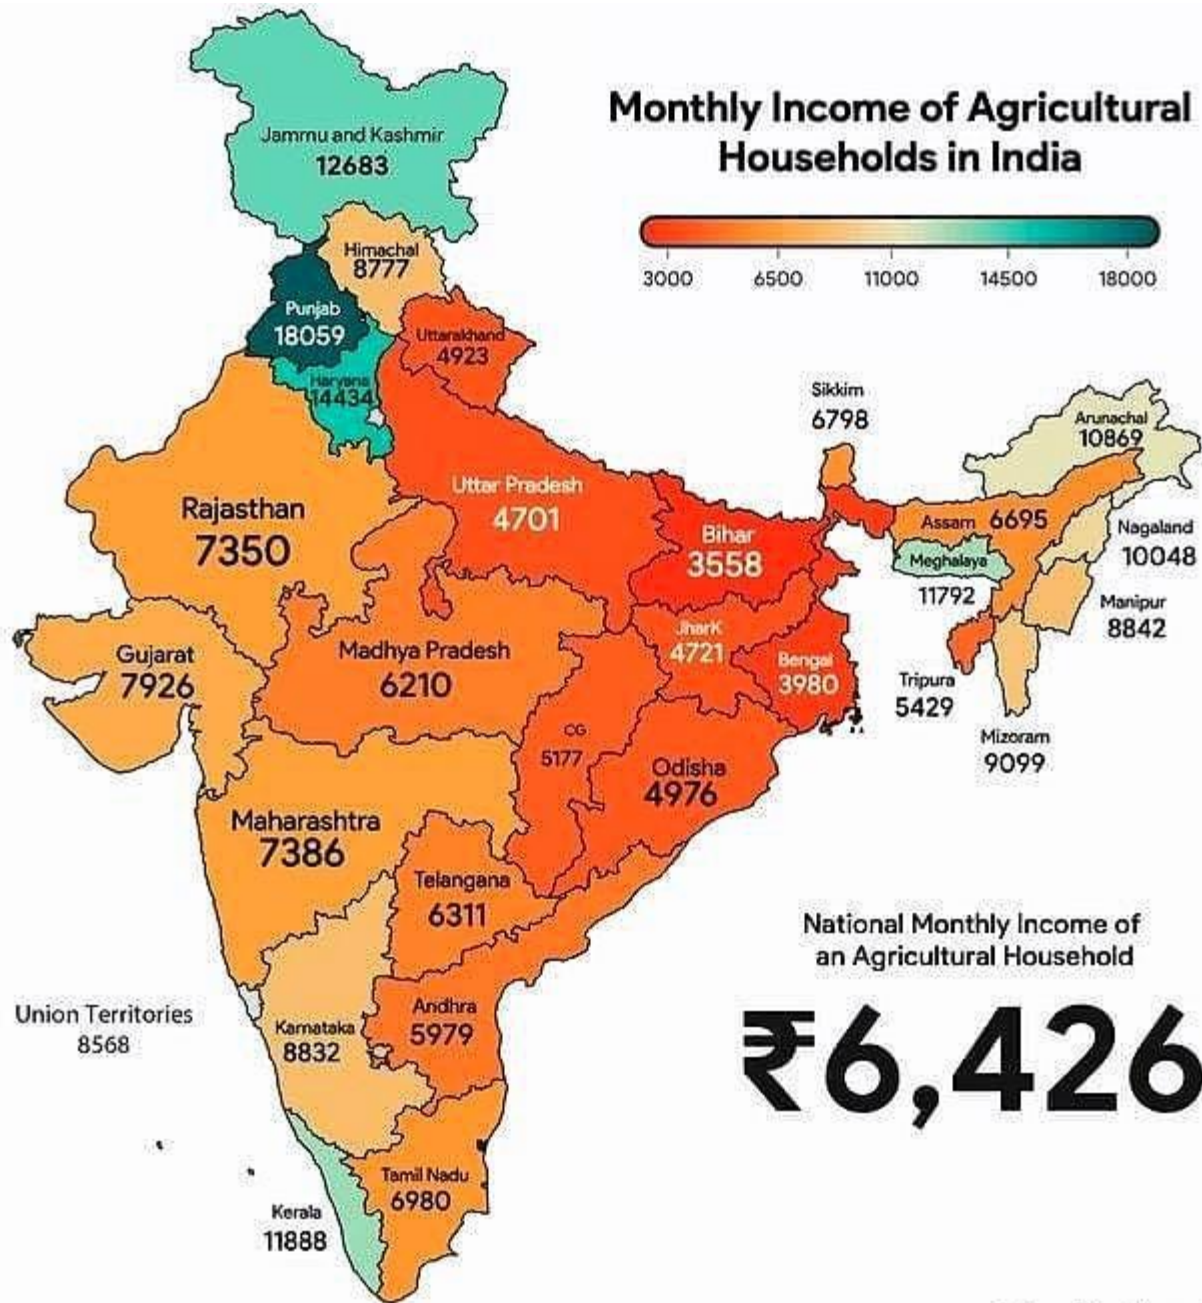 Monthly Income of Agricultural
Households in India
3000 6500 11000 14500 18000
Jammu and Kashmir
12683
Himachal
8777
Punjab
18059
Uttarakhand
4923
Haryana
14434
Sikkim
6798
Arunachal
10869
Rajasthan
7350
Uttar Pradesh
4701
Bihar
3558
Assam 6695
Nagaland
10048
Meghalaya
11792
Manipur
8842
Gujarat
7926
Madhya Pradesh
6210
JharK
4721
Bengal
3980
Tripura
5429
Mizoram
9099
CG
5177
Odisha
4976
Maharashtra
7386
Telangana
6311
National Monthly Income of
an Agricultural Household
₹6,426
Union Territories
8568
Karnataka
8832
Andhra
5979
Tamil Nadu
6980
Kerala
11888